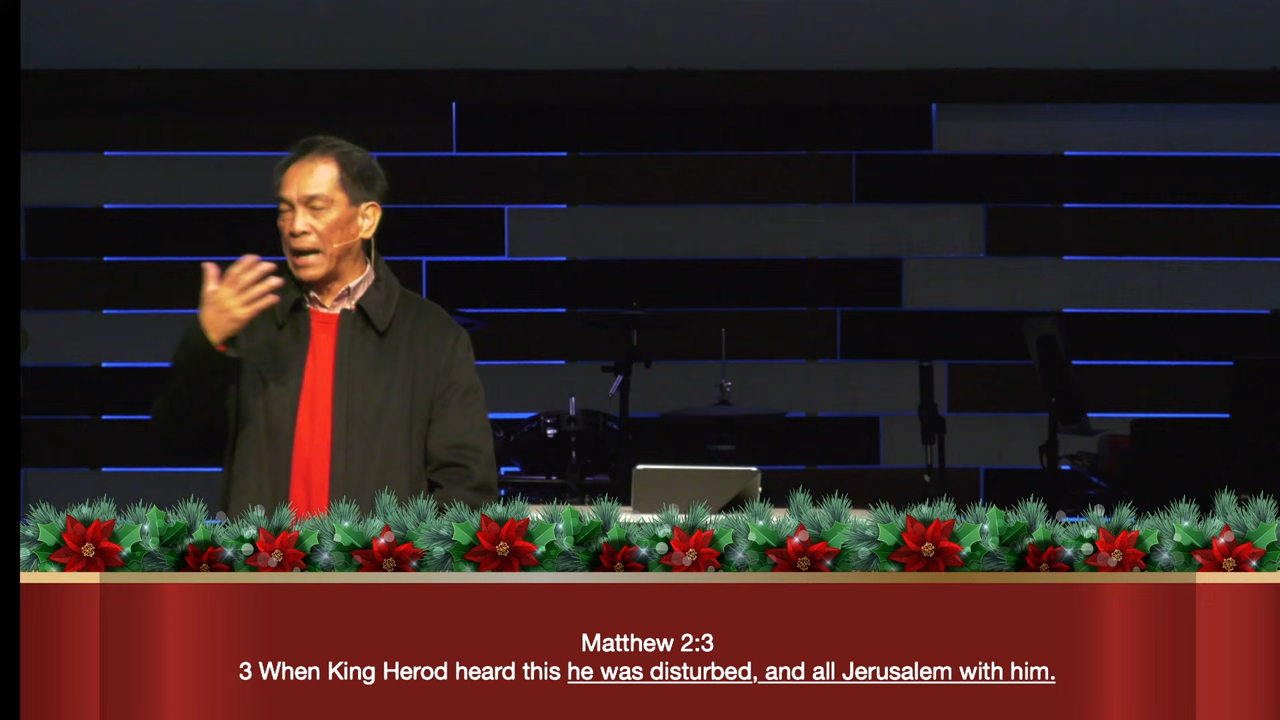 Matthew 2:3
3 When King Herod heard this he was disturbed, and all Jerusalem with him.